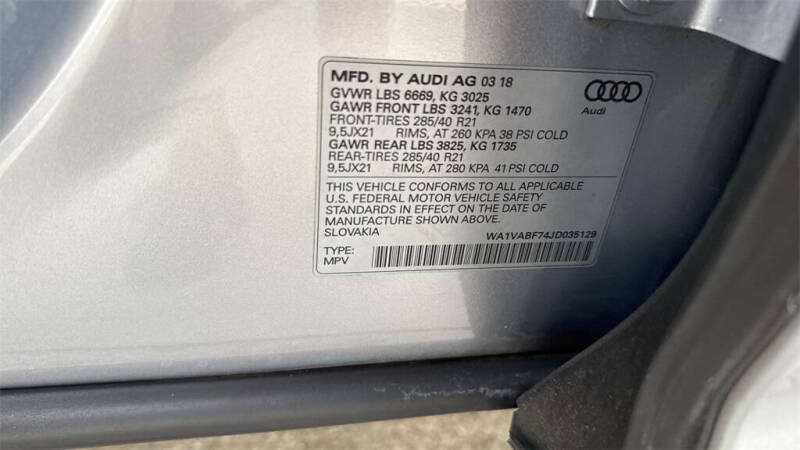 MFD. BY AUDI AG 03 18
GVWR LBS 6669, KG 3025
GAWR FRONT LBS 3241, KG 1470
FRONT-TIRES 285/40 R21
9,5JX21 RIMS, AT 260 KPA 38 PSI COLD
GAWR REAR LBS 3825, KG 1735
REAR-TIRES 285/40 R21
9,5JX21 RIMS, AT 280 KPA 41 PSI COLD
Audi
THIS VEHICLE CONFORMS TO ALL APPLICABLE
U.S. FEDERAL MOTOR VEHICLE SAFETY
STANDARDS IN EFFECT ON THE DATE OF
MANUFACTURE SHOWN ABOVE.
SLOVAKIA WA1VABF74JD035129
TYPE:
MPV